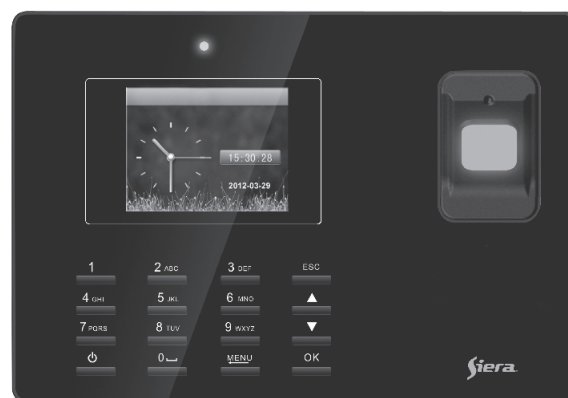 15:30:28
2012-03-29
1 2 ABC 3 DEF ESC
4 GHI 5 JKL 6 MNO ▲
7 PQRS 8 TUV 9 WXYZ ▼
0 MENU OK
Siera